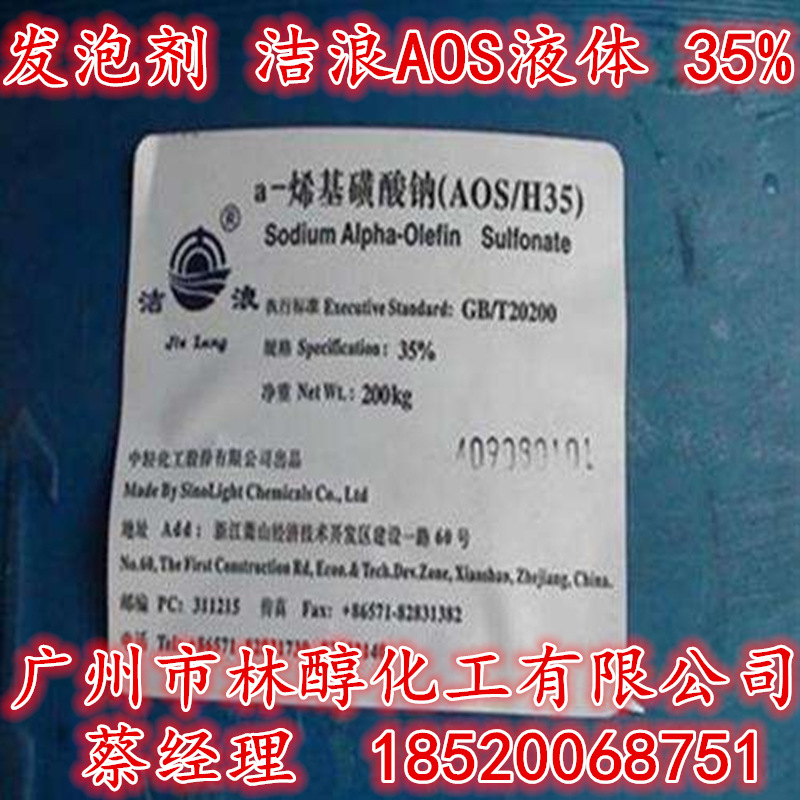 发泡剂 洁浪AOS液体 35%
a-烯基磺酸钠(AOS/H35)
Sodium Alpha-Olefin Sulfonate
®
洁 浪
Jie Lang
执行标准 Executive Standard: GB/T20200
规格 Specification: 35%
净重 Net Wt.: 200kg
409080101
中轻化工股份有限公司出品
Made By SinoLight Chemicals Co., Ltd
地址 Add: 浙江萧山经济技术开发区建设一路60号
No.60, The First Construction Rd, Econ.& Tech.Dev.Zone, Xiaoshan, Zhejiang, China.
邮编 PC: 311215 传真 Fax: +86571-82831382
电话 Tel: +86571-
广州市林醇化工有限公司
蔡经理 18520068751